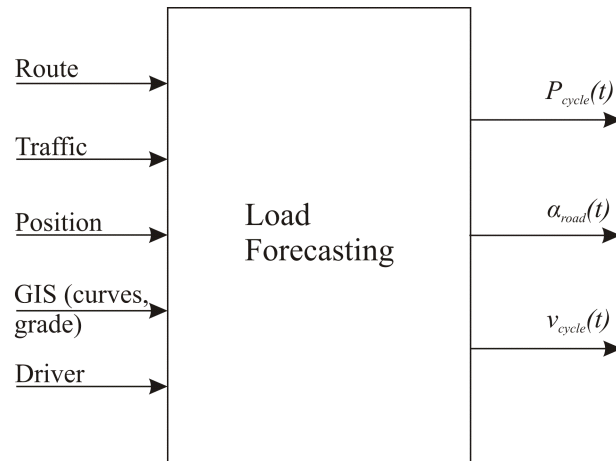 Route
Traffic
Position
GIS (curves,
grade)
Driver
Load
Forecasting
P_cycle(t)
α_road(t)
v_cycle(t)